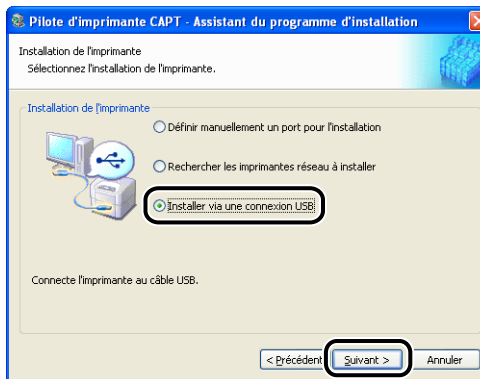 Pilote d'imprimante CAPT - Assistant du programme d'installation
Installation de l'imprimante
Sélectionnez l'installation de l'imprimante.
Installation de l'imprimante
Définir manuellement un port pour l'installation
Rechercher les imprimantes réseau à installer
Installer via une connexion USB
Connecte l'imprimante au câble USB.
< Précédent Suivant > Annuler